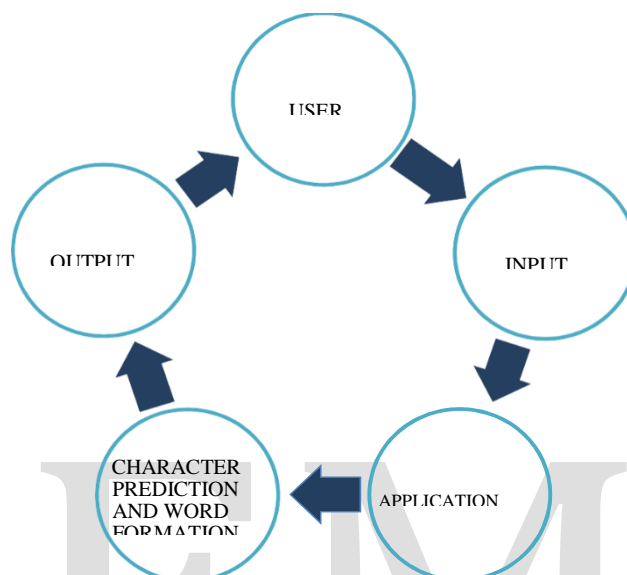 USER
OUTPUT
INPUT
CHARACTER
PREDICTION
AND WORD
FORMATION
APPLICATION